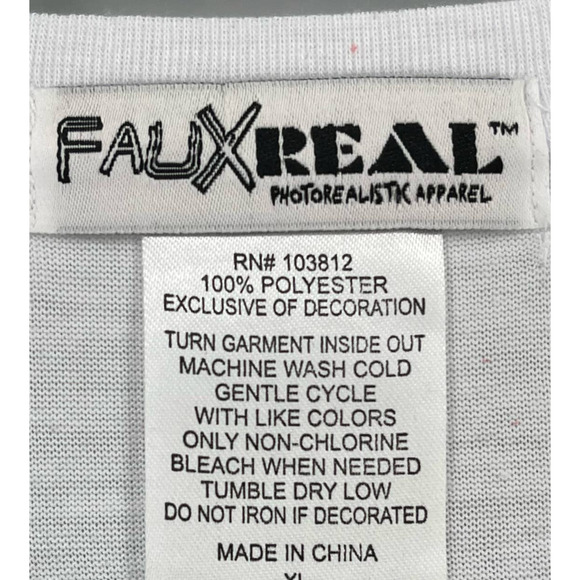 FAUXREAL™
PHOTOREALISTIC APPAREL
RN# 103812
100% POLYESTER
EXCLUSIVE OF DECORATION
TURN GARMENT INSIDE OUT
MACHINE WASH COLD
GENTLE CYCLE
WITH LIKE COLORS
ONLY NON-CHLORINE
BLEACH WHEN NEEDED
TUMBLE DRY LOW
DO NOT IRON IF DECORATED
MADE IN CHINA
XL